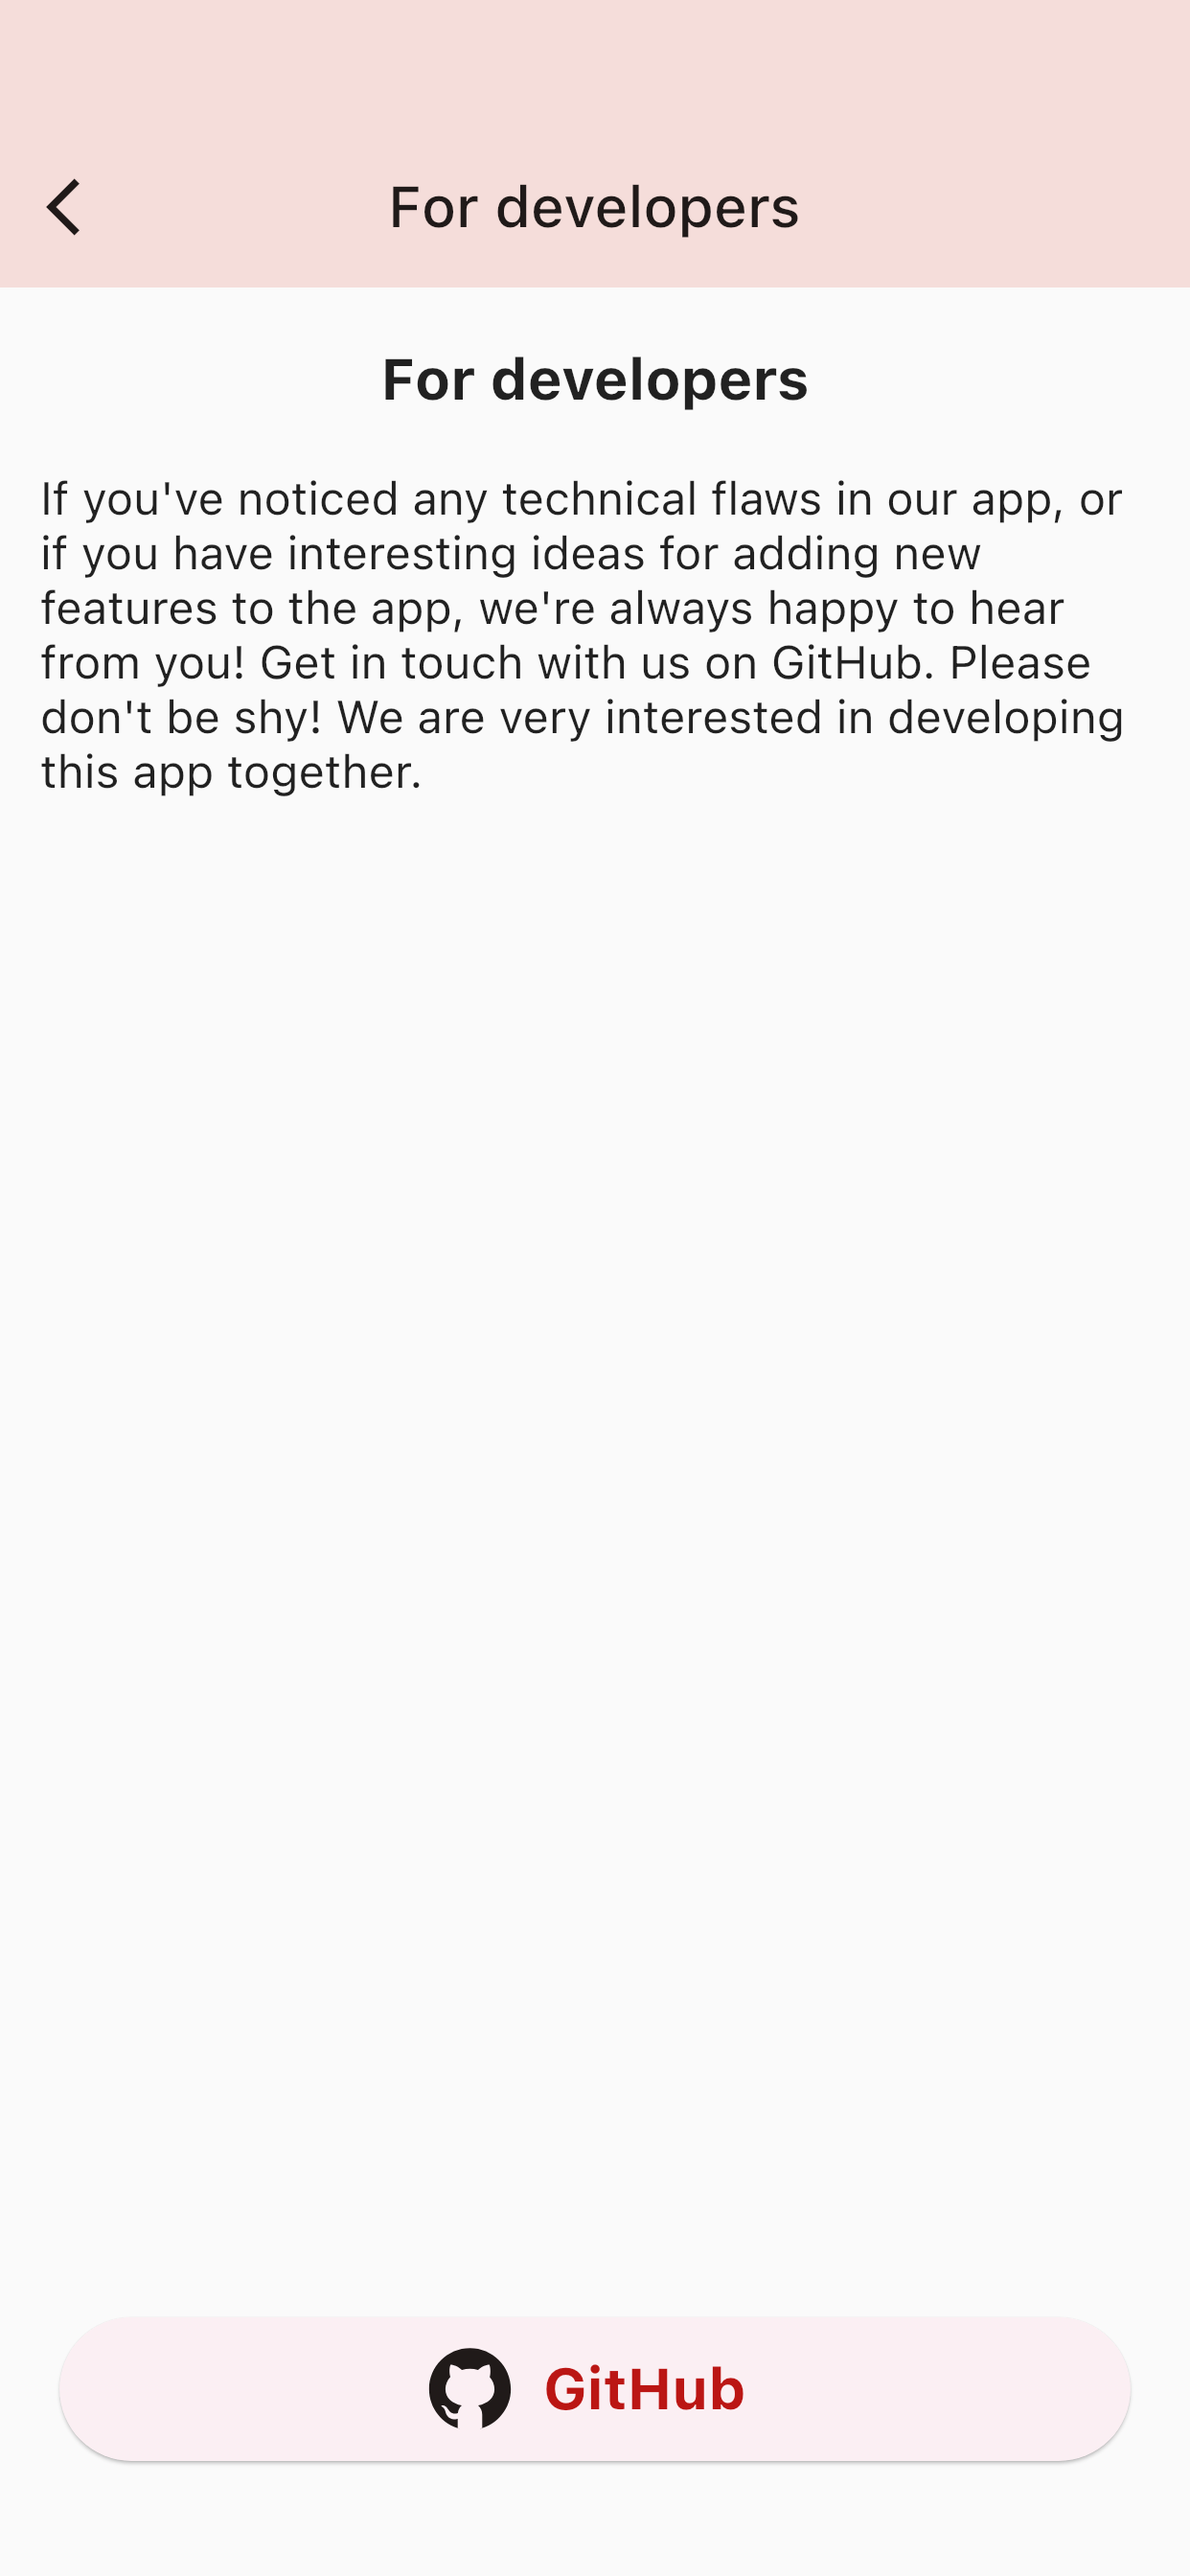 For developers
For developers
If you've noticed any technical flaws in our app, or
if you have interesting ideas for adding new
features to the app, we're always happy to hear
from you! Get in touch with us on GitHub. Please
don't be shy! We are very interested in developing
this app together.
GitHub